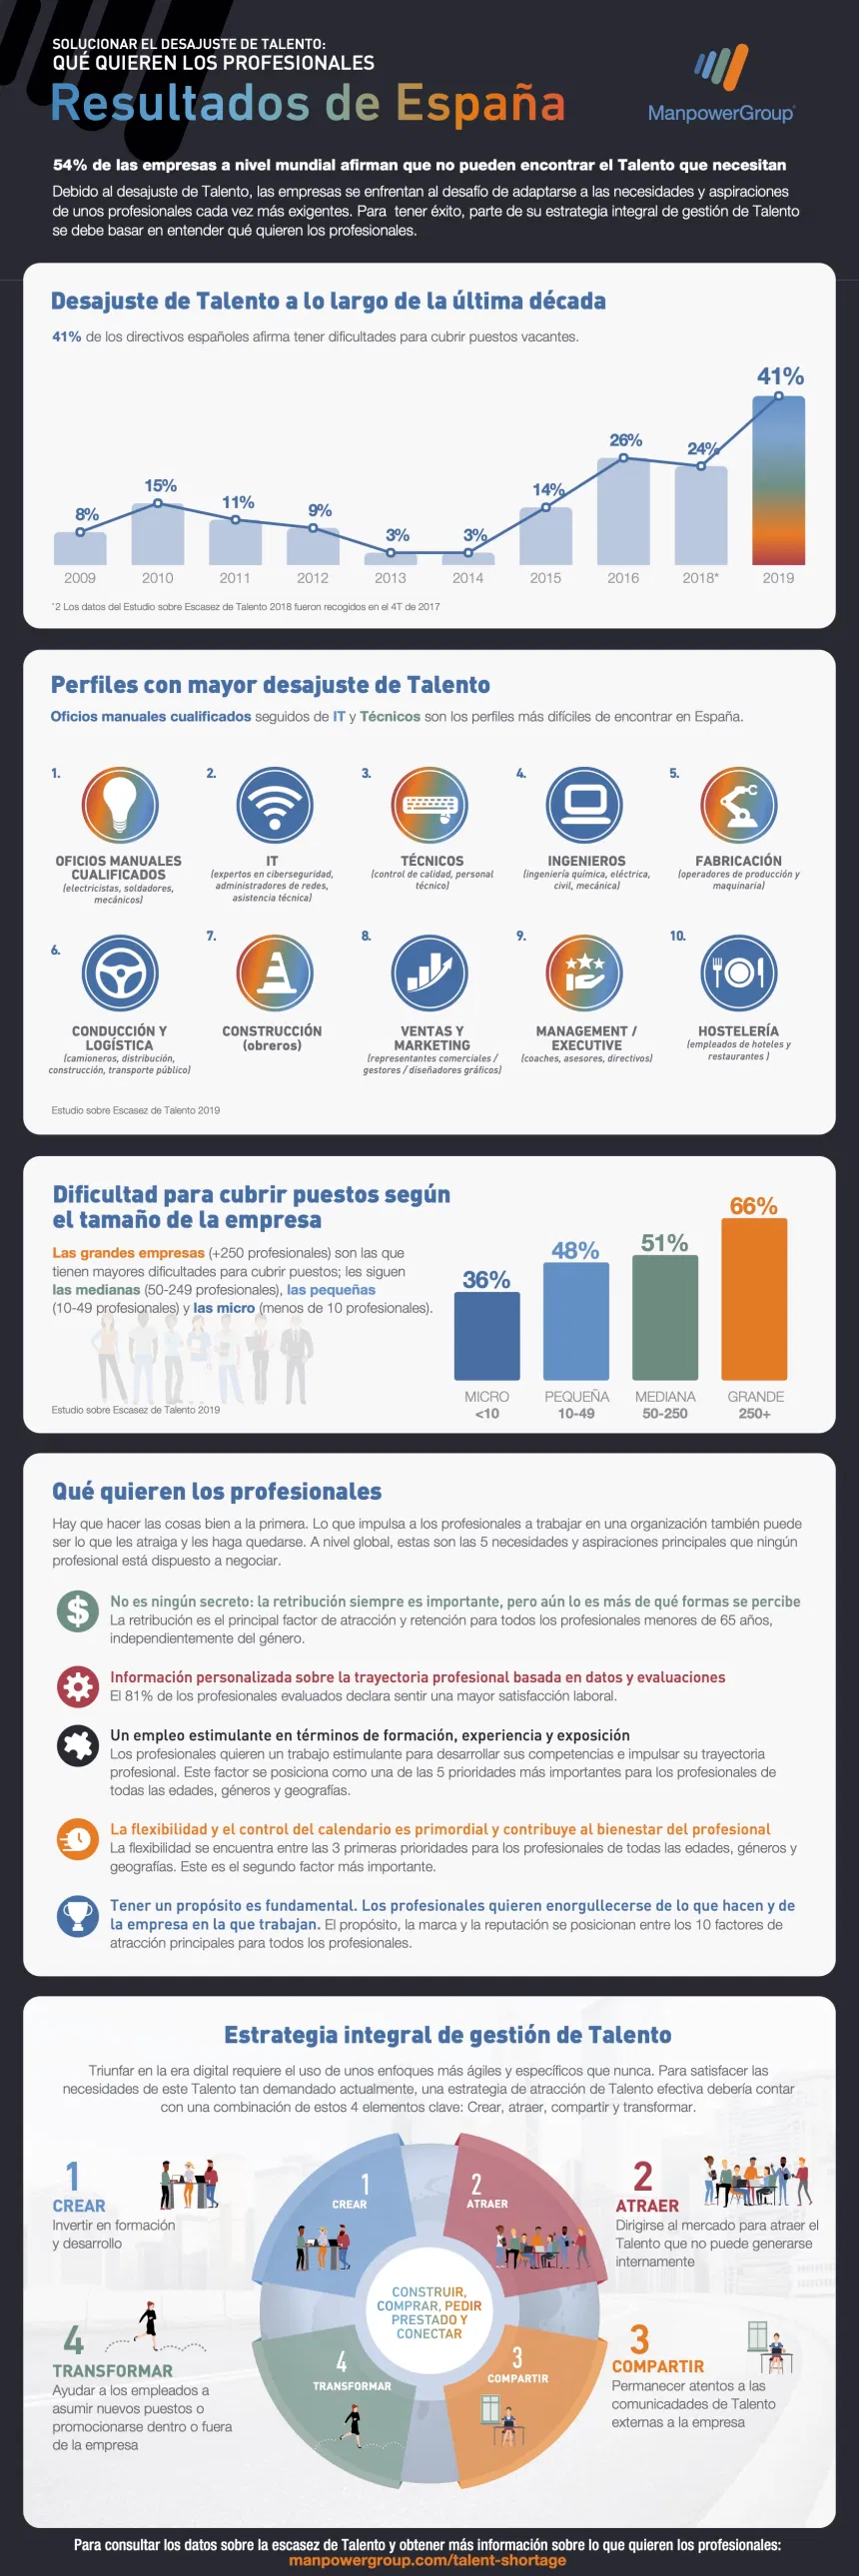 SOLUCIONAR EL DESAJUSTE DE TALENTO:
QUÉ QUIEREN LOS PROFESIONALES
Resultados de España
ManpowerGroup
54% de las empresas a nivel mundial afirman que no pueden encontrar el Talento que necesitan
Debido al desajuste de Talento, las empresas se enfrentan al desafío de adaptarse a las necesidades y aspiraciones
de unos profesionales cada vez más exigentes. Para tener éxito, parte de su estrategia integral de gestión de Talento
se debe basar en entender qué quieren los profesionales.
Desajuste de Talento a lo largo de la última década
41% de los directivos españoles afirma tener dificultades para cubrir puestos vacantes.
8%
15%
11%
9%
3%
3%
14%
26%
24%
41%
2009
2010
2011
2012
2013
2014
2015
2016
2018*
2019
*2 Los datos del Estudio sobre Escasez de Talento 2018 fueron recogidos en el 4T de 2017
Perfiles con mayor desajuste de Talento
Oficios manuales cualificados seguidos de IT y Técnicos son los perfiles más difíciles de encontrar en España.
1.
OFICIOS MANUALES
CUALIFICADOS
(electricistas, soldadores,
mecánicos)
2.
IT
(expertos en ciberseguridad,
administradores de redes,
asistencia técnica)
3.
TÉCNICOS
(control de calidad, personal
técnico)
4.
INGENIEROS
(ingeniería química, eléctrica,
civil, mecánica)
5.
FABRICACIÓN
(operadores de producción y
maquinaria)
6.
CONDUCCIÓN Y
LOGÍSTICA
(camioneros, distribución,
construcción, transporte público)
7.
CONSTRUCCIÓN
(obreros)
8.
VENTAS Y
MARKETING
(representantes comerciales /
gestores / diseñadores gráficos)
9.
MANAGEMENT /
EXECUTIVE
(coaches, asesores, directivos)
10.
HOSTELERÍA
(empleados de hoteles y
restaurantes )
Estudio sobre Escasez de Talento 2019
Dificultad para cubrir puestos según
el tamaño de la empresa
Las grandes empresas (+250 profesionales) son las que
tienen mayores dificultades para cubrir puestos; les siguen
las medianas (50-249 profesionales), las pequeñas
(10-49 profesionales) y las micro (menos de 10 profesionales).
Estudio sobre Escasez de Talento 2019
36%
48%
51%
66%
MICRO
<10
PEQUEÑA
10-49
MEDIANA
50-250
GRANDE
250+
Qué quieren los profesionales
Hay que hacer las cosas bien a la primera. Lo que impulsa a los profesionales a trabajar en una organización también puede
ser lo que les atraiga y les haga quedarse. A nivel global, estas son las 5 necesidades y aspiraciones principales que ningún
profesional está dispuesto a negociar.
$
No es ningún secreto: la retribución siempre es importante, pero aún lo es más de qué formas se percibe
La retribución es el principal factor de atracción y retención para todos los profesionales menores de 65 años,
independientemente del género.
Información personalizada sobre la trayectoria profesional basada en datos y evaluaciones
El 81% de los profesionales evaluados declara sentir una mayor satisfacción laboral.
Un empleo estimulante en términos de formación, experiencia y exposición
Los profesionales quieren un trabajo estimulante para desarrollar sus competencias e impulsar su trayectoria
profesional. Este factor se posiciona como una de las 5 prioridades más importantes para los profesionales de
todas las edades, géneros y geografías.
La flexibilidad y el control del calendario es primordial y contribuye al bienestar del profesional
La flexibilidad se encuentra entre las 3 primeras prioridades para los profesionales de todas las edades, géneros y
geografías. Este es el segundo factor más importante.
Tener un propósito es fundamental. Los profesionales quieren enorgullecerse de lo que hacen y de
la empresa en la que trabajan. El propósito, la marca y la reputación se posicionan entre los 10 factores de
atracción principales para todos los profesionales.
Estrategia integral de gestión de Talento
Triunfar en la era digital requiere el uso de unos enfoques más ágiles y específicos que nunca. Para satisfacer las
necesidades de este Talento tan demandado actualmente, una estrategia de atracción de Talento efectiva debería contar
con una combinación de estos 4 elementos clave: Crear, atraer, compartir y transformar.
1
CREAR
Invertir en formación
y desarrollo
1
CREAR
2
ATRAER
2
ATRAER
Dirigirse al mercado para atraer el
Talento que no puede generarse
internamente
CONSTRUIR,
COMPRAR, PEDIR
PRESTADO Y
CONECTAR
4
TRANSFORMAR
Ayudar a los empleados a
asumir nuevos puestos o
promocionarse dentro o fuera
de la empresa
4
TRANSFORMAR
3
COMPARTIR
3
COMPARTIR
Permanecer atentos a las
comunicadades de Talento
externas a la empresa
Para consultar los datos sobre la escasez de Talento y obtener más información sobre lo que quieren los profesionales:
manpowergroup.com/talent-shortage